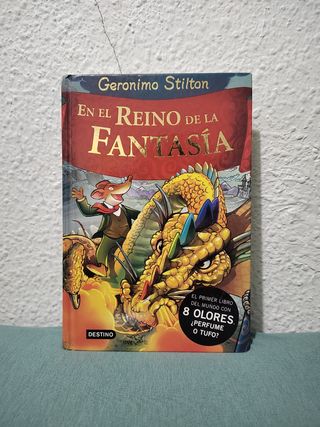 Geronimo Stilton
EN EL REINO DE LA
FANTASÍA
EL PRIMER LIBRO
DEL MUNDO CON
8 OLORES
¿PERFUME
O TUFO?
DESTINO